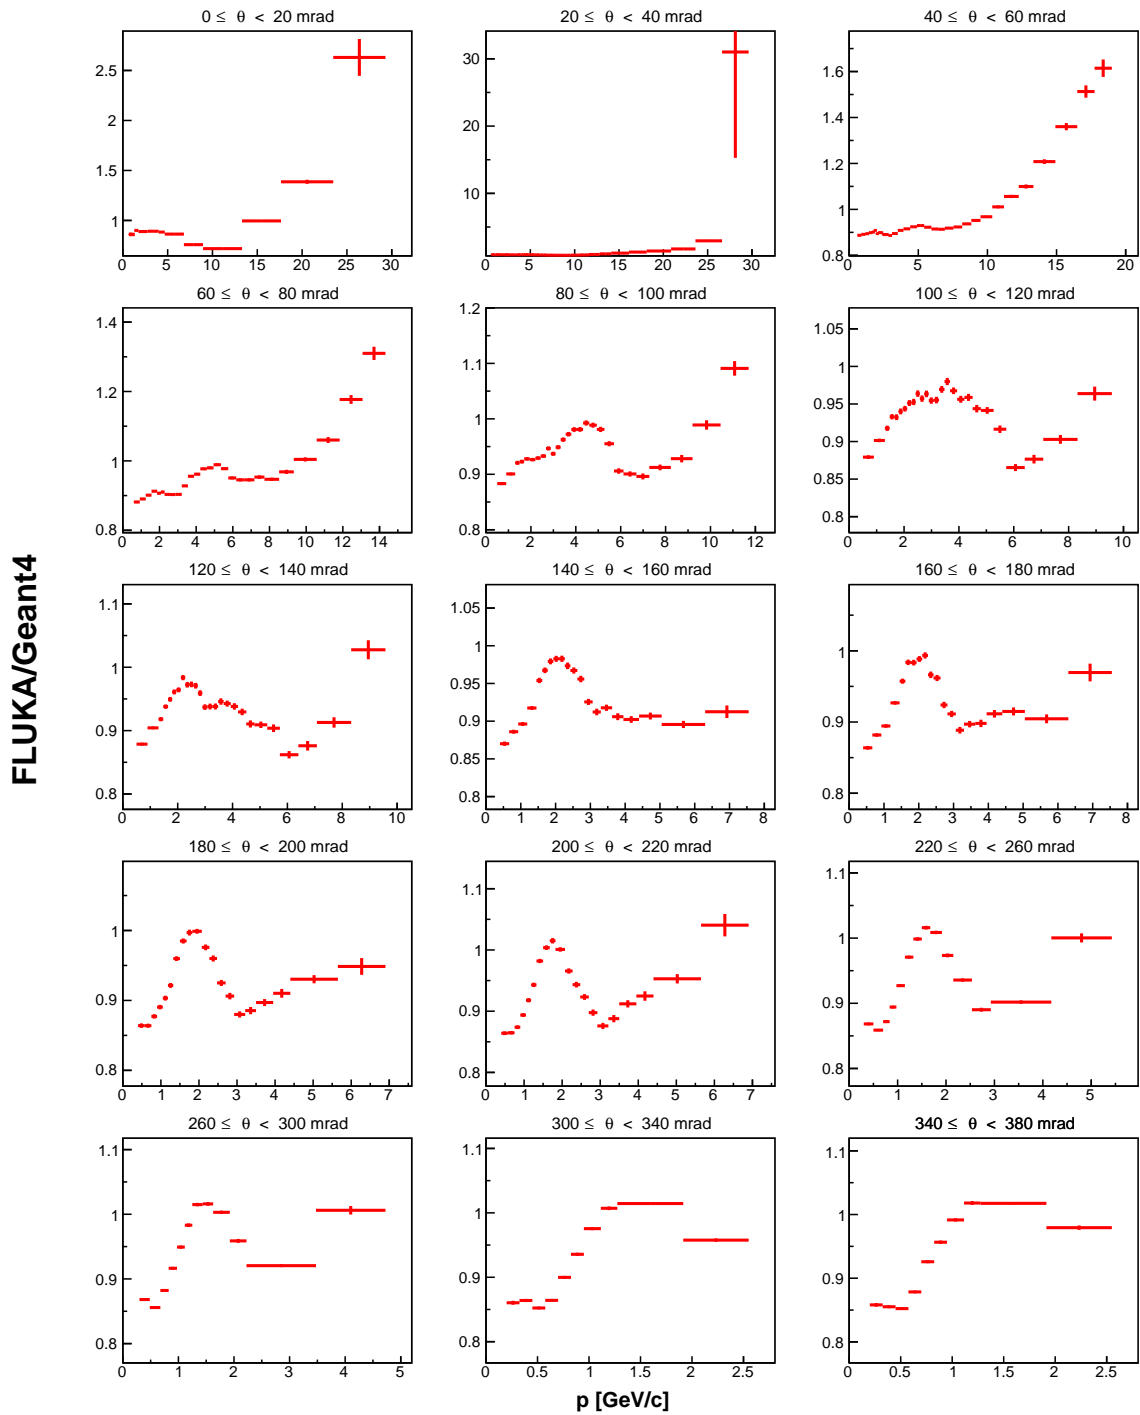 0 ≤ θ < 20 mrad
20 ≤ θ < 40 mrad
40 ≤ θ < 60 mrad
2.5
2
1.5
1
0 5 10 15 20 25 30
30
20
10
0 5 10 15 20 25 30
1.6
1.4
1.2
1
0.8
0 5 10 15 20
60 ≤ θ < 80 mrad
80 ≤ θ < 100 mrad
100 ≤ θ < 120 mrad
1.4
1.2
1
0.8
0 2 4 6 8 10 12 14
1.2
1.1
1
0.9
0.8
0 2 4 6 8 10 12
1.05
1
0.95
0.9
0.85
0.8
0 2 4 6 8 10
FLUKA/Geant4
120 ≤ θ < 140 mrad
140 ≤ θ < 160 mrad
160 ≤ θ < 180 mrad
1.1
1
0.9
0.8
0 2 4 6 8 10
1.05
1
0.95
0.9
0.85
0.8
0 1 2 3 4 5 6 7 8
1
0.9
0.8
0 1 2 3 4 5 6 7 8
180 ≤ θ < 200 mrad
200 ≤ θ < 220 mrad
220 ≤ θ < 260 mrad
1
0.9
0.8
0 1 2 3 4 5 6 7
1.1
1
0.9
0.8
0 1 2 3 4 5 6 7
1.1
1
0.9
0.8
0 1 2 3 4 5
260 ≤ θ < 300 mrad
300 ≤ θ < 340 mrad
340 ≤ θ < 380 mrad
1.1
1
0.9
0.8
0 1 2 3 4 5
1.1
1
0.9
0.8
0 0.5 1 1.5 2 2.5
1.1
1
0.9
0.8
0 0.5 1 1.5 2 2.5
p [GeV/c]